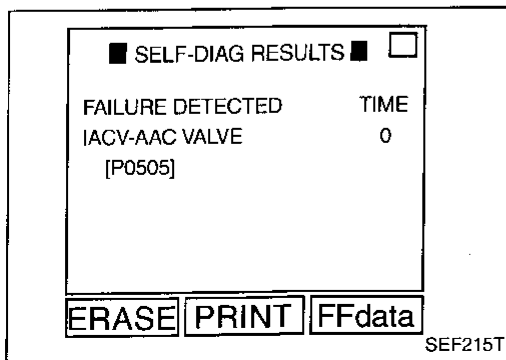 SELF-DIAG RESULTS
FAILURE DETECTED TIME
IACV-AAC VALVE 0
[P0505]
ERASE PRINT FFdata
SEF215T